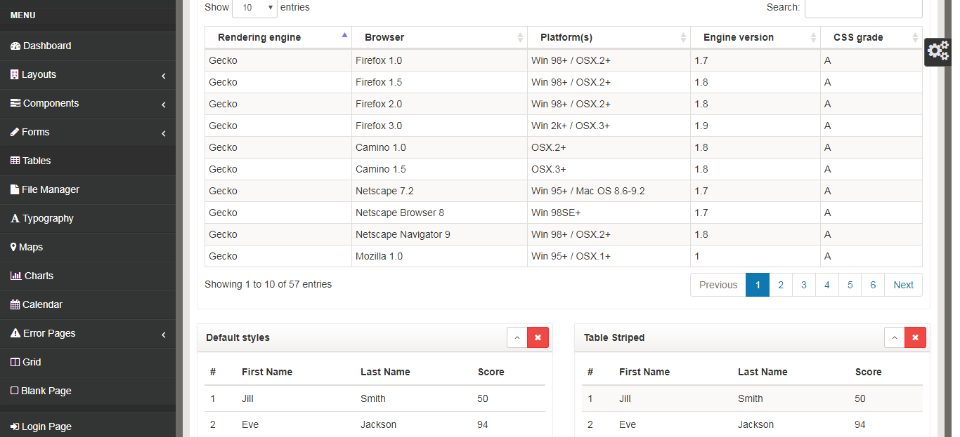 MENU
Dashboard
Layouts
Components
Forms
Tables
File Manager
Typography
Maps
Charts
Calendar
Error Pages
Grid
Blank Page
Login Page
Show 10 entries Search:
Rendering engine Browser Platform(s) Engine version CSS grade
Gecko Firefox 1.0 Win 98+ / OSX.2+ 1.7 A
Gecko Firefox 1.5 Win 98+ / OSX.2+ 1.8 A
Gecko Firefox 2.0 Win 98+ / OSX.2+ 1.8 A
Gecko Firefox 3.0 Win 2k+ / OSX.3+ 1.9 A
Gecko Camino 1.0 OSX.2+ 1.8 A
Gecko Camino 1.5 OSX.3+ 1.8 A
Gecko Netscape 7.2 Win 95+ / Mac OS 8.6-9.2 1.7 A
Gecko Netscape Browser 8 Win 98SE+ 1.7 A
Gecko Netscape Navigator 9 Win 98+ / OSX.2+ 1.8 A
Gecko Mozilla 1.0 Win 95+ / OSX.1+ 1 A
Showing 1 to 10 of 57 entries Previous 1 2 3 4 5 6 Next
Default styles
# First Name Last Name Score
1 Jill Smith 50
2 Eve Jackson 94
Table Striped
# First Name Last Name Score
1 Jill Smith 50
2 Eve Jackson 94